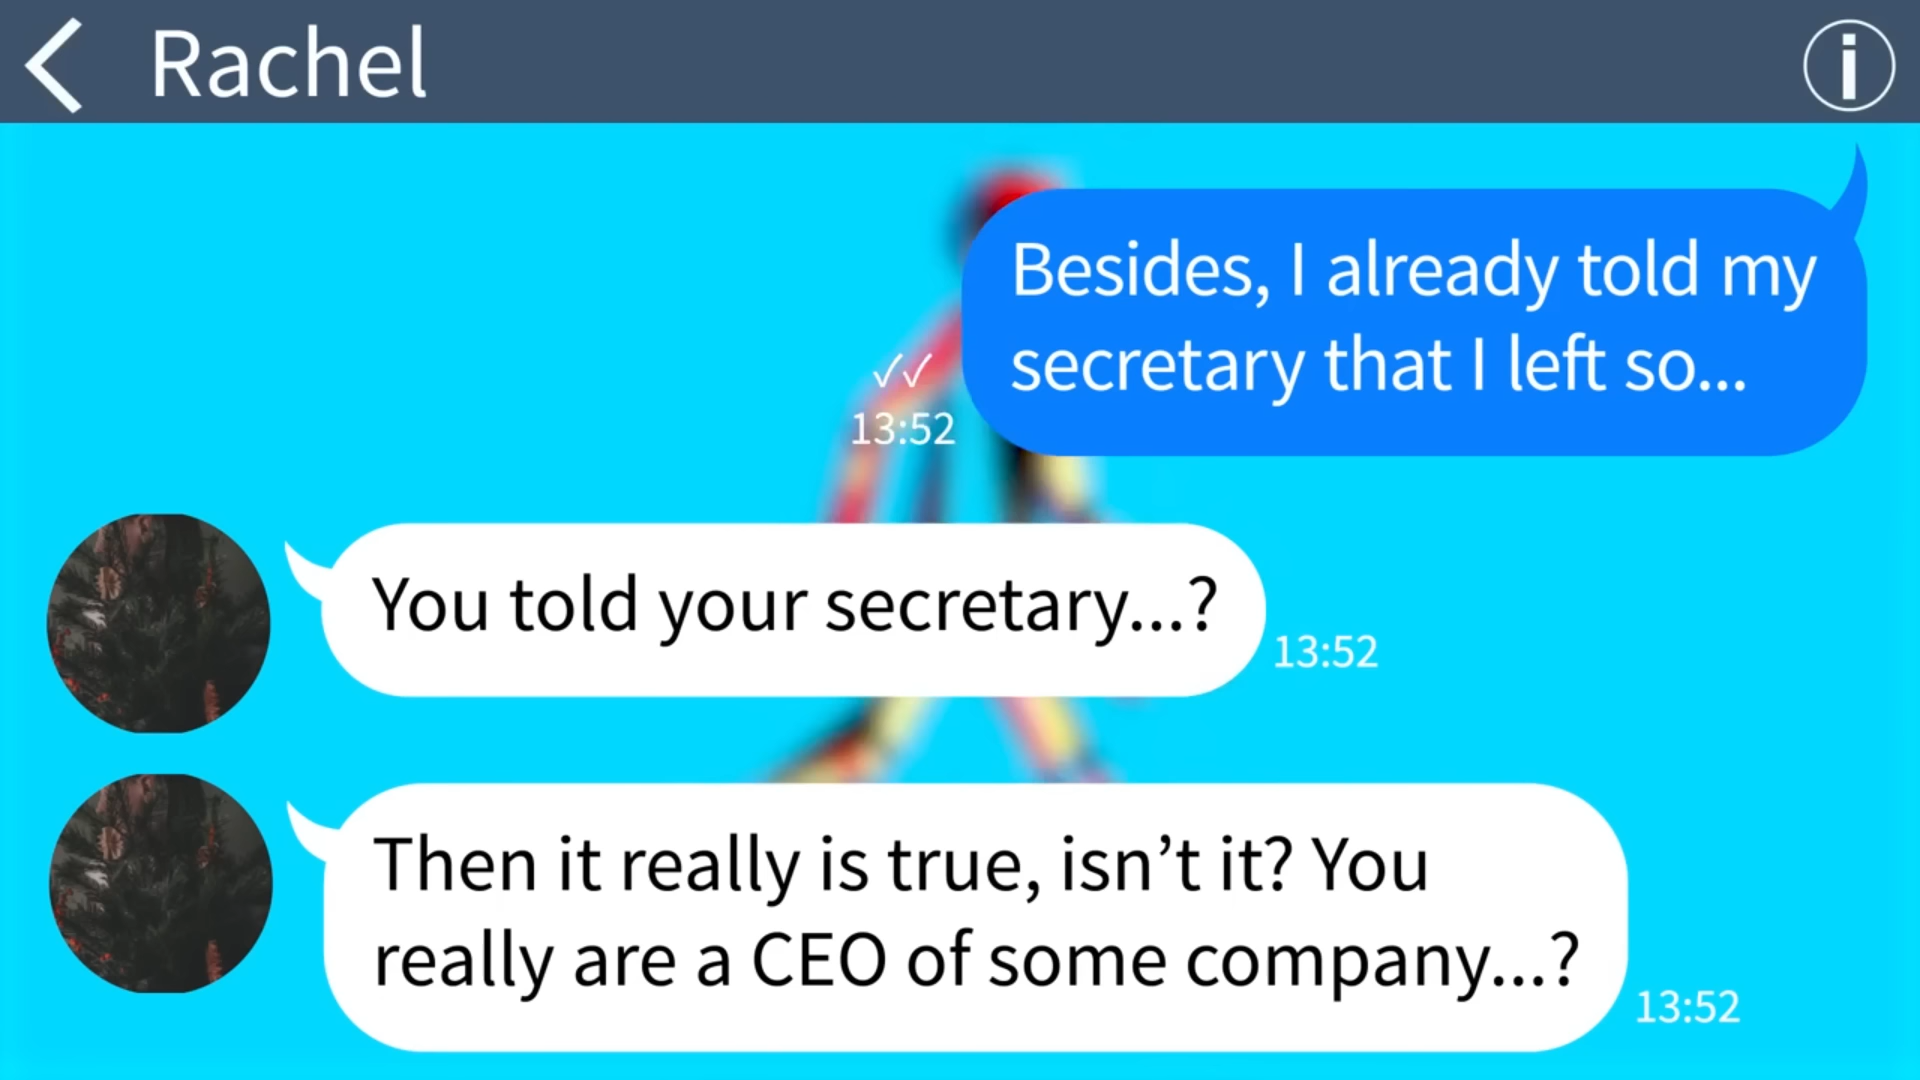 Rachel
Besides, I already told my
secretary that I left so...
✓✓
13:52
You told your secretary...?
13:52
Then it really is true, isn’t it? You
really are a CEO of some company...?
13:52